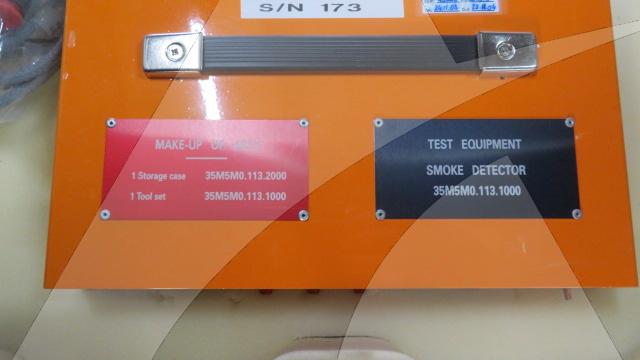 S/N 173
MAKE-UP OF
1 Storage case 35M5M0.113.2000
1 Tool set 35M5M0.113.1000
TEST EQUIPMENT
SMOKE DETECTOR
35M5M0.113.1000